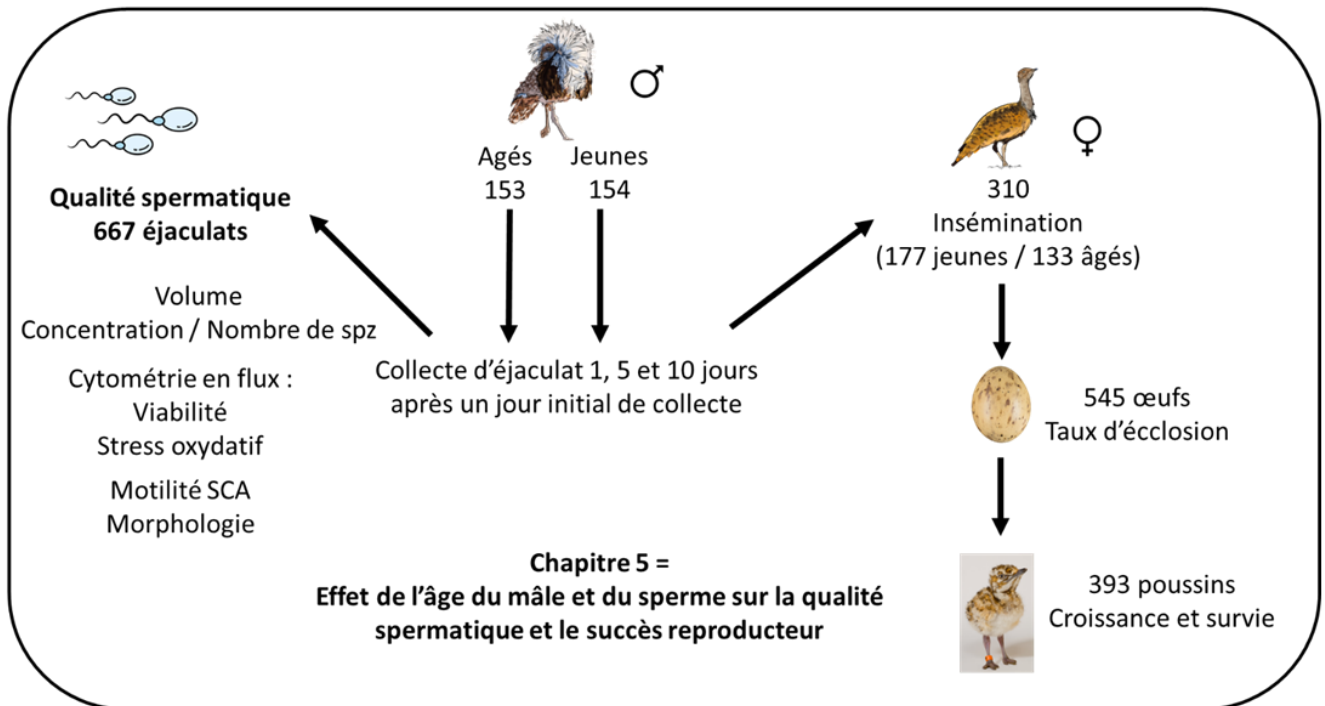 Agés Jeunes
153 154
Qualité spermatique
667 éjaculats
Volume
Concentration / Nombre de spz
Cytométrie en flux :
Viabilité
Stress oxydatif
Motilité SCA
Morphologie
Collecte d’éjaculat 1, 5 et 10 jours
après un jour initial de collecte
310
Insémination
(177 jeunes / 133 âgés)
545 œufs
Taux d’écclosion
393 poussins
Croissance et survie
Chapitre 5 =
Effet de l’âge du mâle et du sperme sur la qualité
spermatique et le succès reproducteur